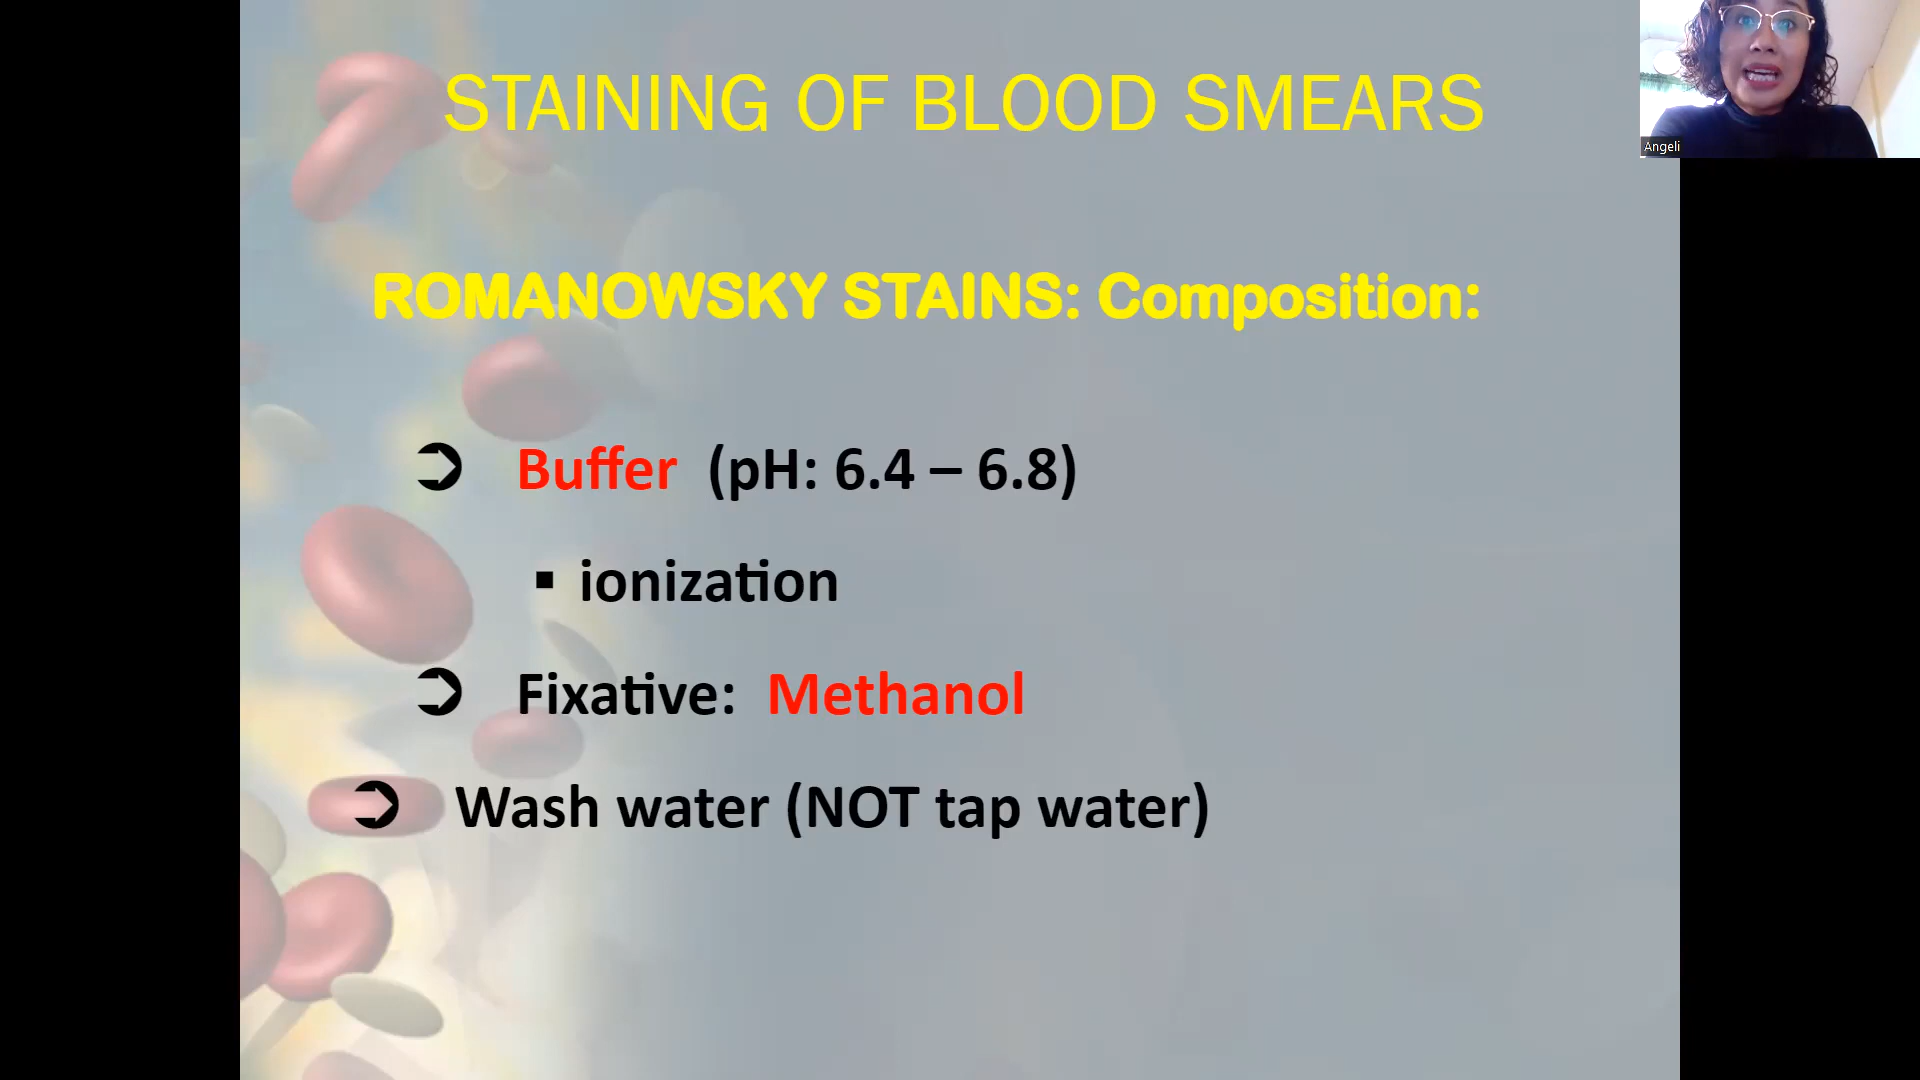 STAINING OF BLOOD SMEARS
Angeli
ROMANOWSKY STAINS: Composition:
➲ Buffer (pH: 6.4 – 6.8)
▪ ionization
➲ Fixative: Methanol
➲ Wash water (NOT tap water)